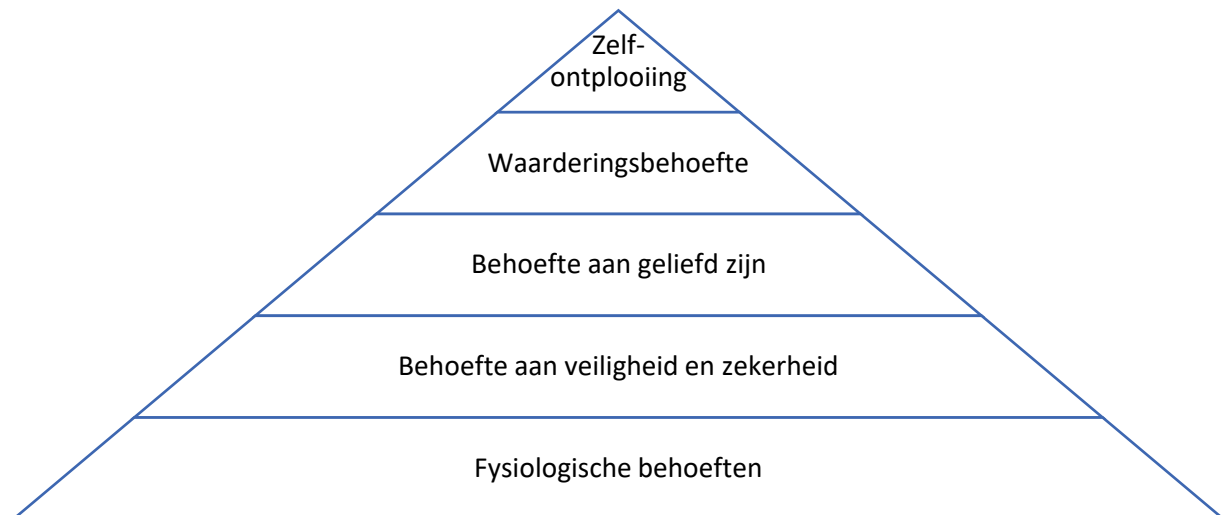 Zelf-
ontplooiing
Waarderingsbehoefte
Behoefte aan geliefd zijn
Behoefte aan veiligheid en zekerheid
Fysiologische behoeften